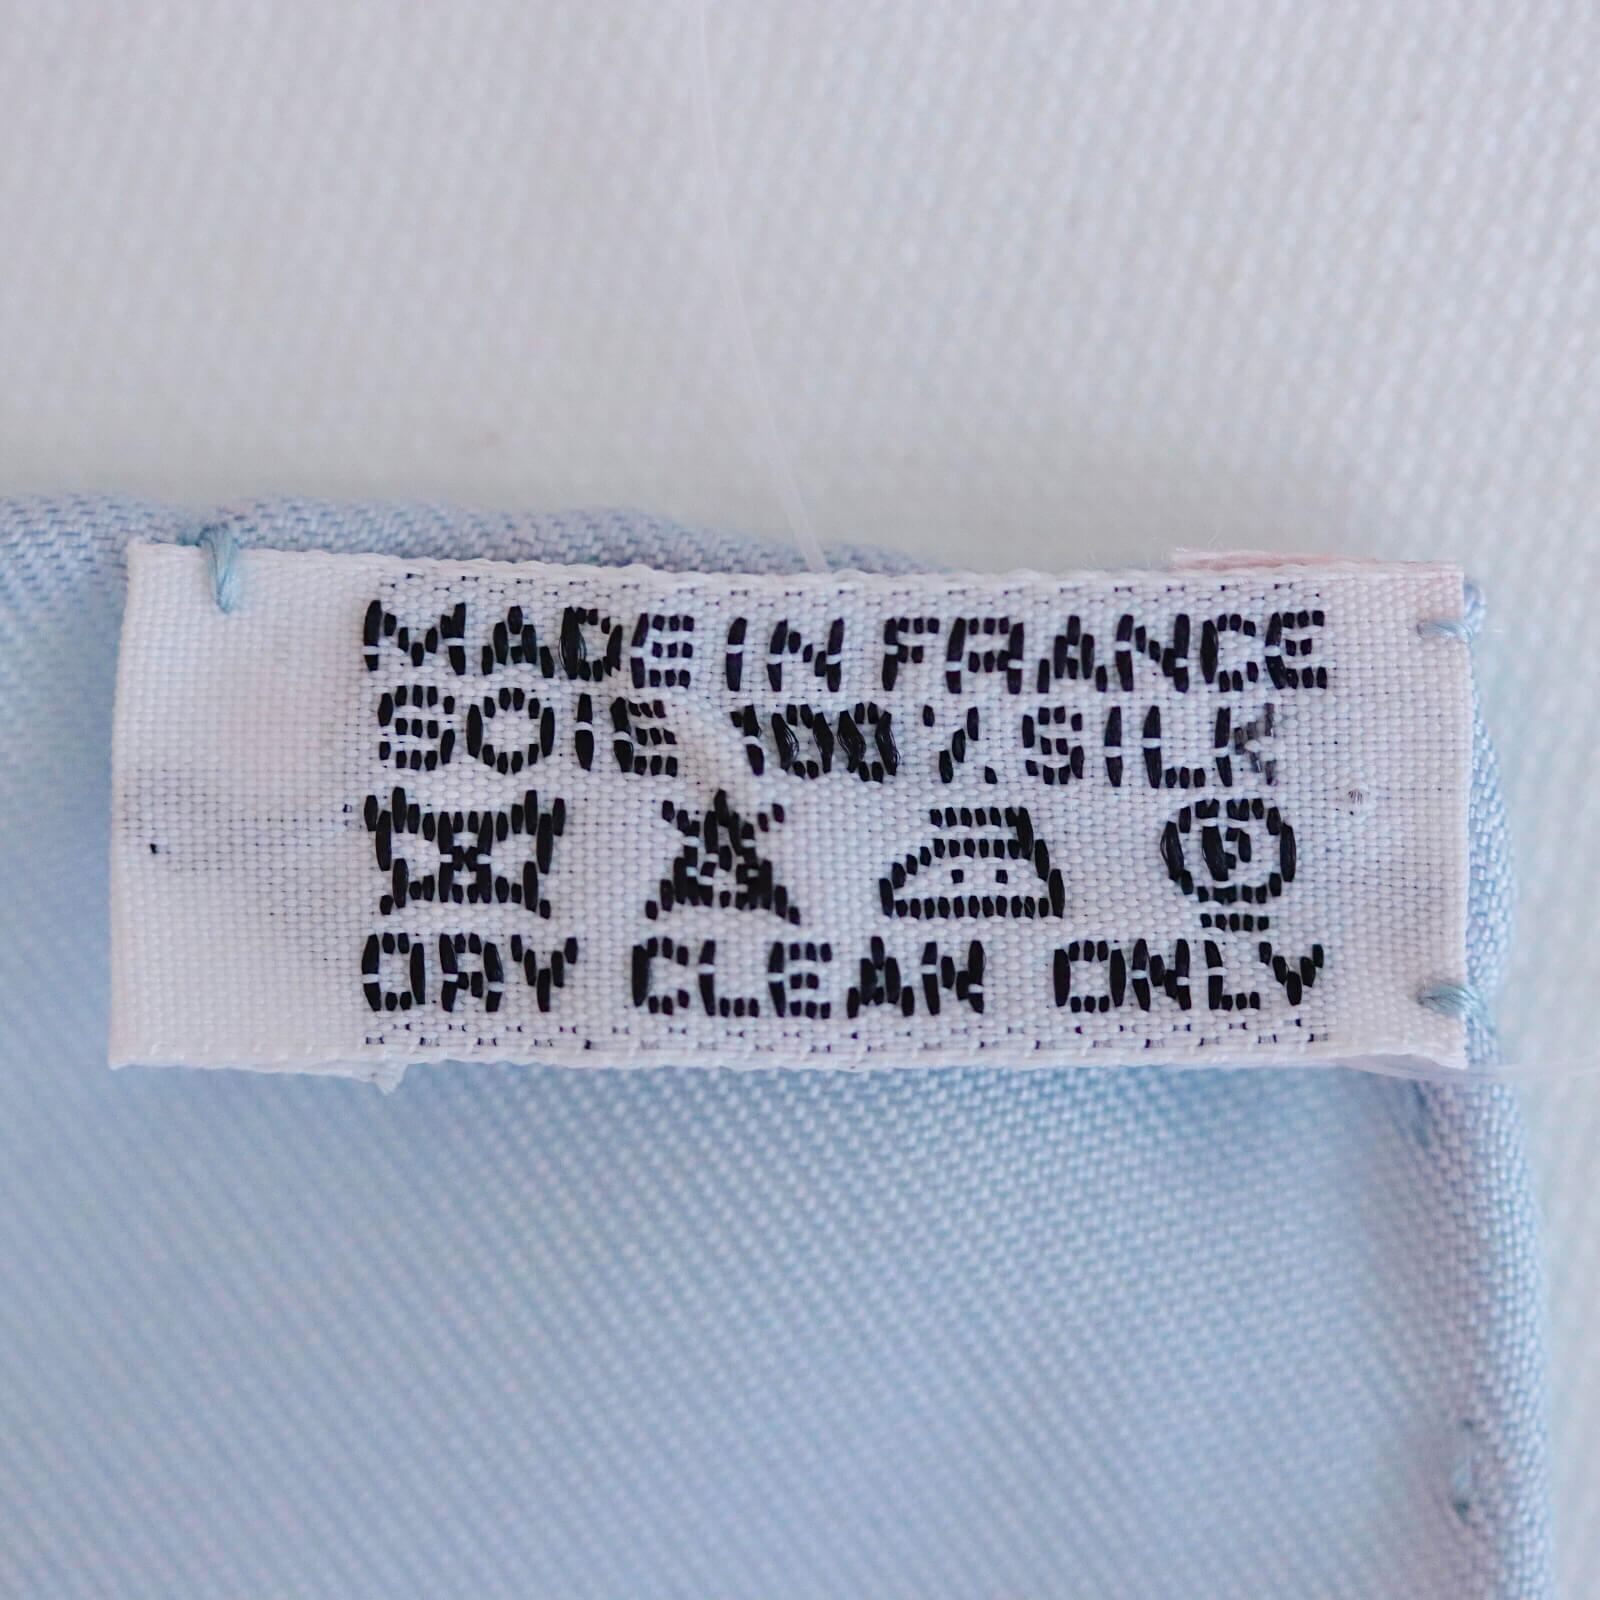 MADE IN FRANCE
SOIE 100% SILK
P
DRY CLEAN ONLY